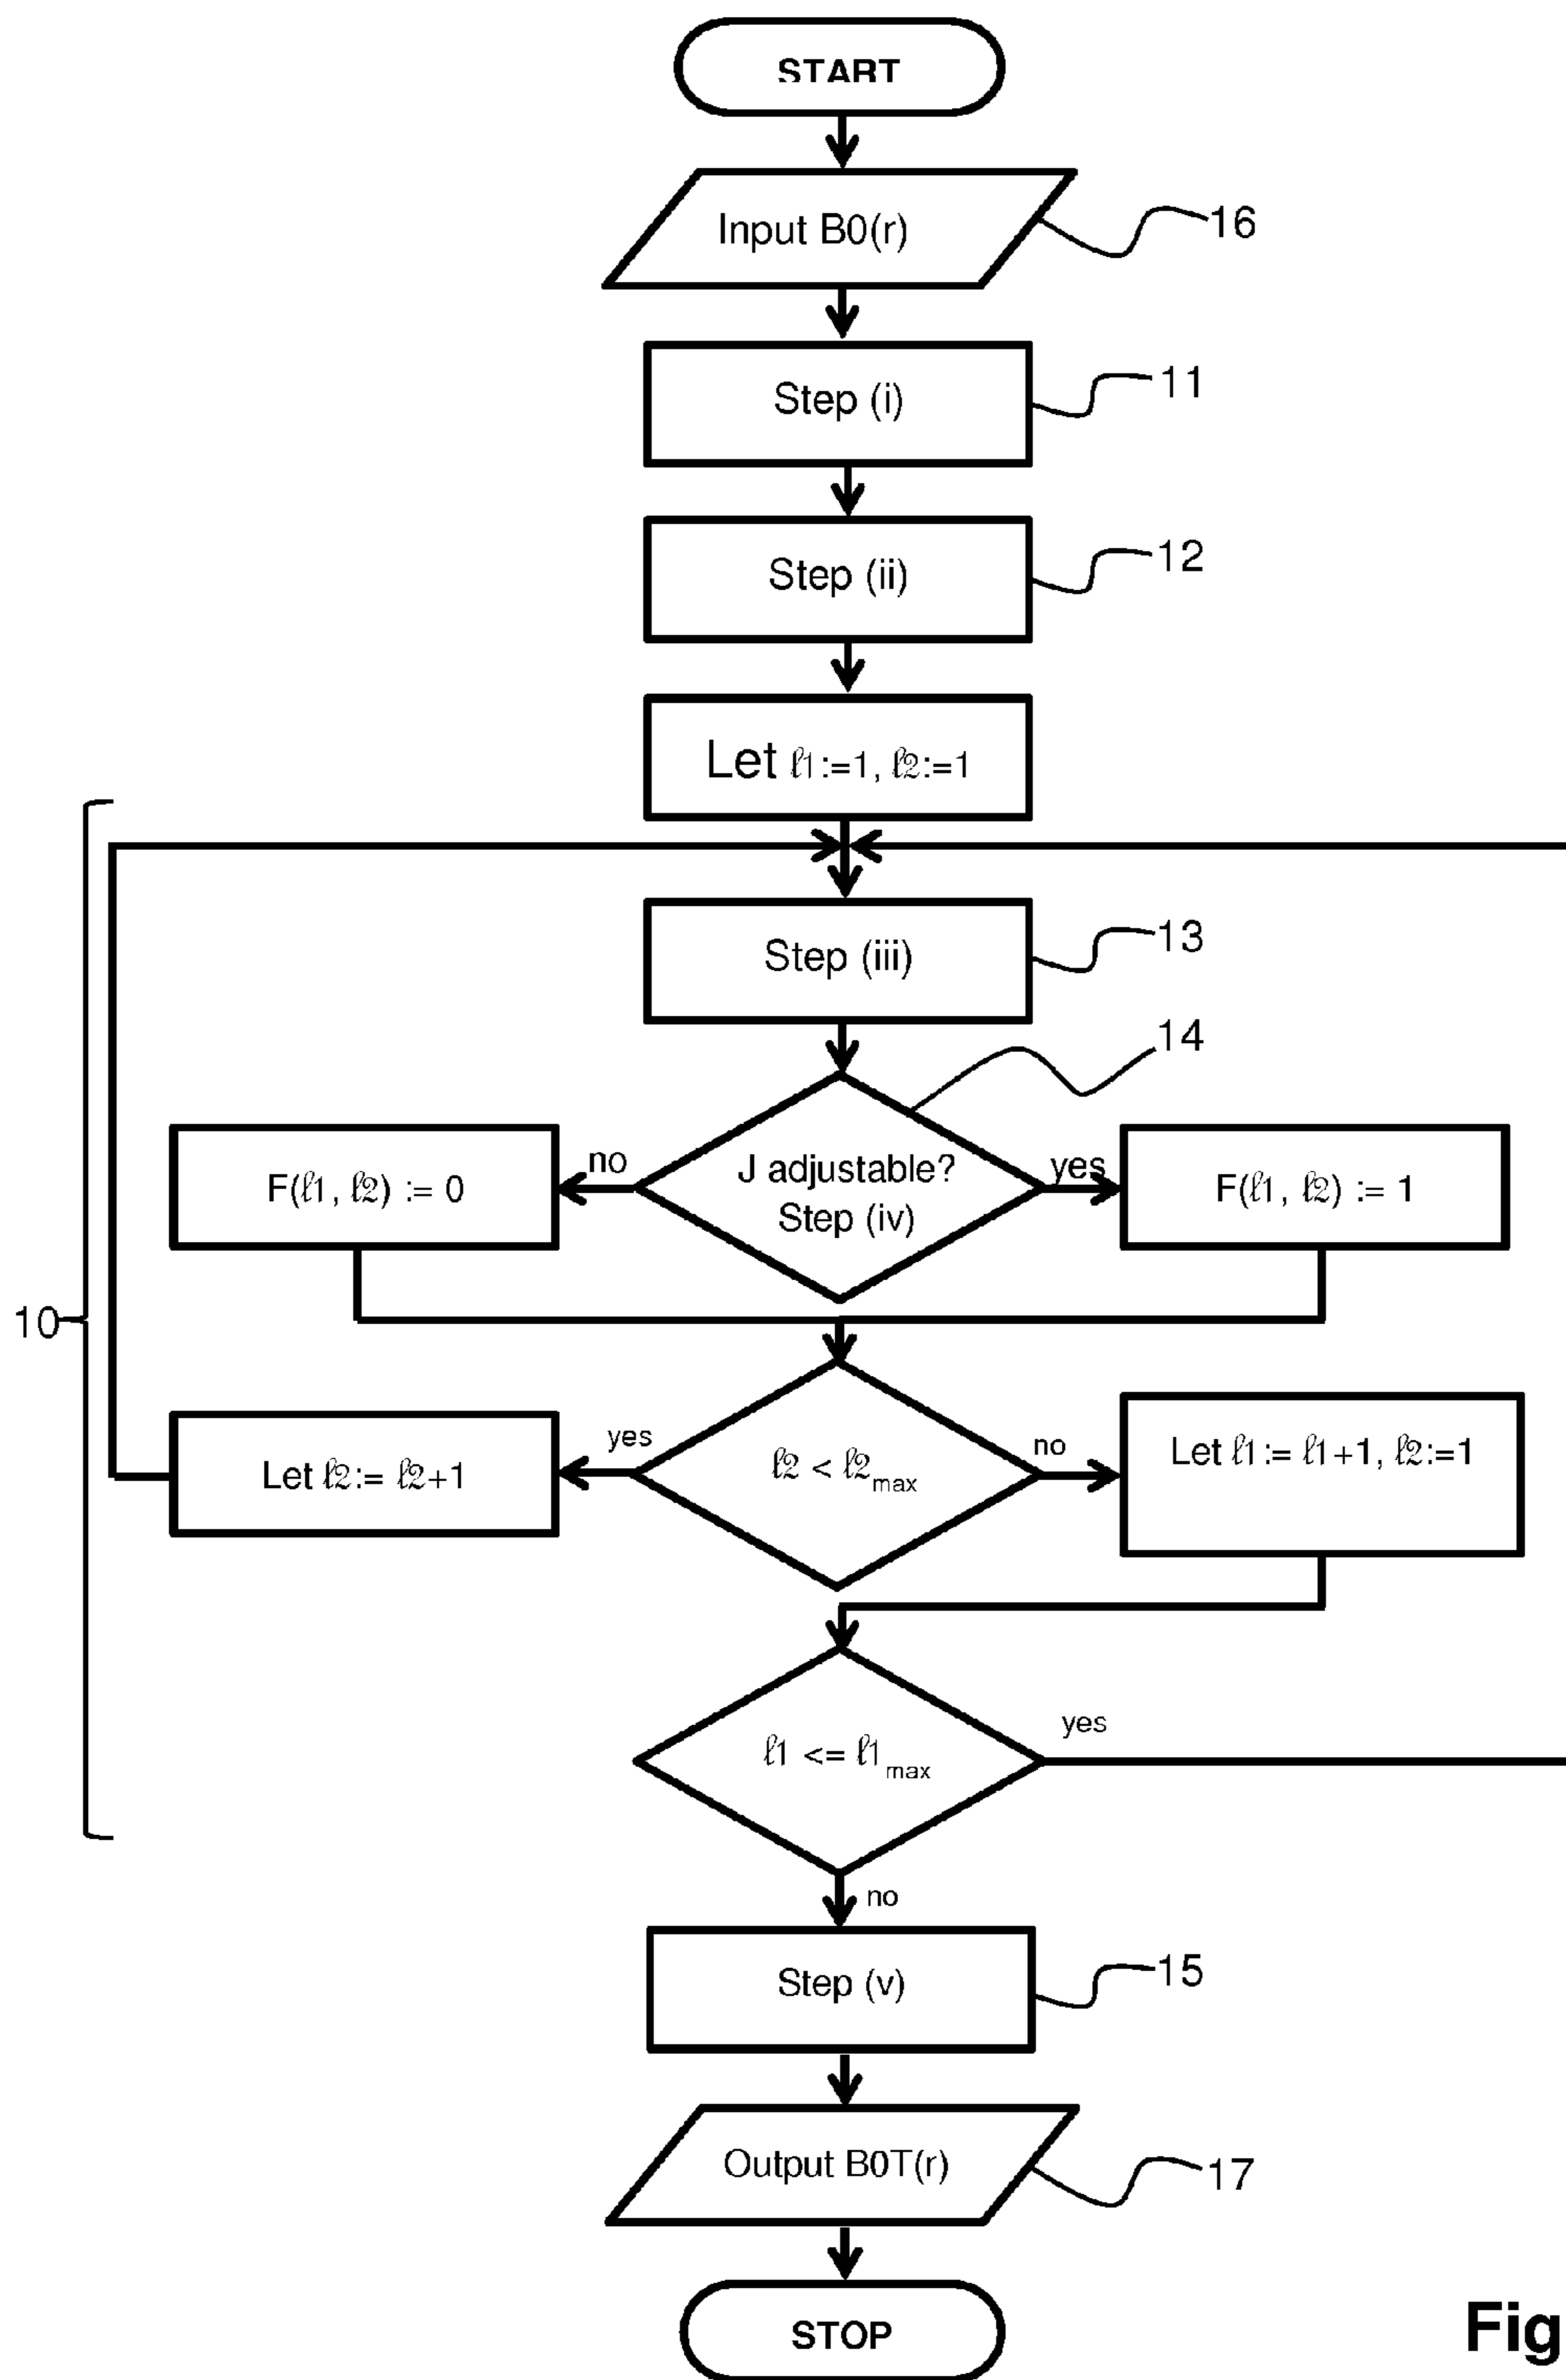 START
Input B0(r)
16
Step (i)
11
Step (ii)
12
Let ℓ1:=1, ℓ2:=1
Step (iii)
13
14
F(ℓ1, ℓ2) := 0
no
J adjustable?
Step (iv)
yes
F(ℓ1, ℓ2) := 1
10
Let ℓ2:= ℓ2+1
yes
ℓ2 < ℓ2max
no
Let ℓ1:= ℓ1+1, ℓ2:=1
ℓ1 <= ℓ1max
yes
no
Step (v)
15
Output B0T(r)
17
STOP
Fig